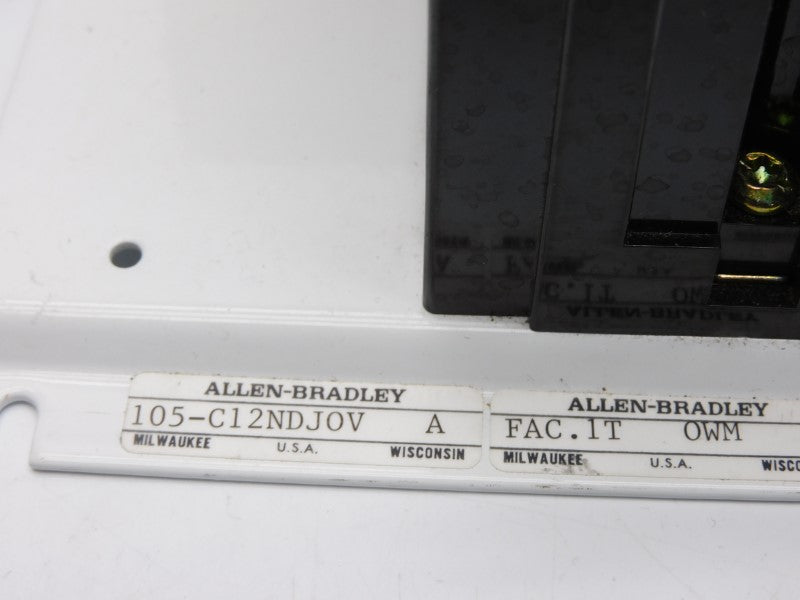 ALLEN-BRADLEY
105-C12NDJOV A
MILWAUKEE U.S.A. WISCONSIN
ALLEN-BRADLEY
FAC.1T OWM
MILWAUKEE U.S.A.